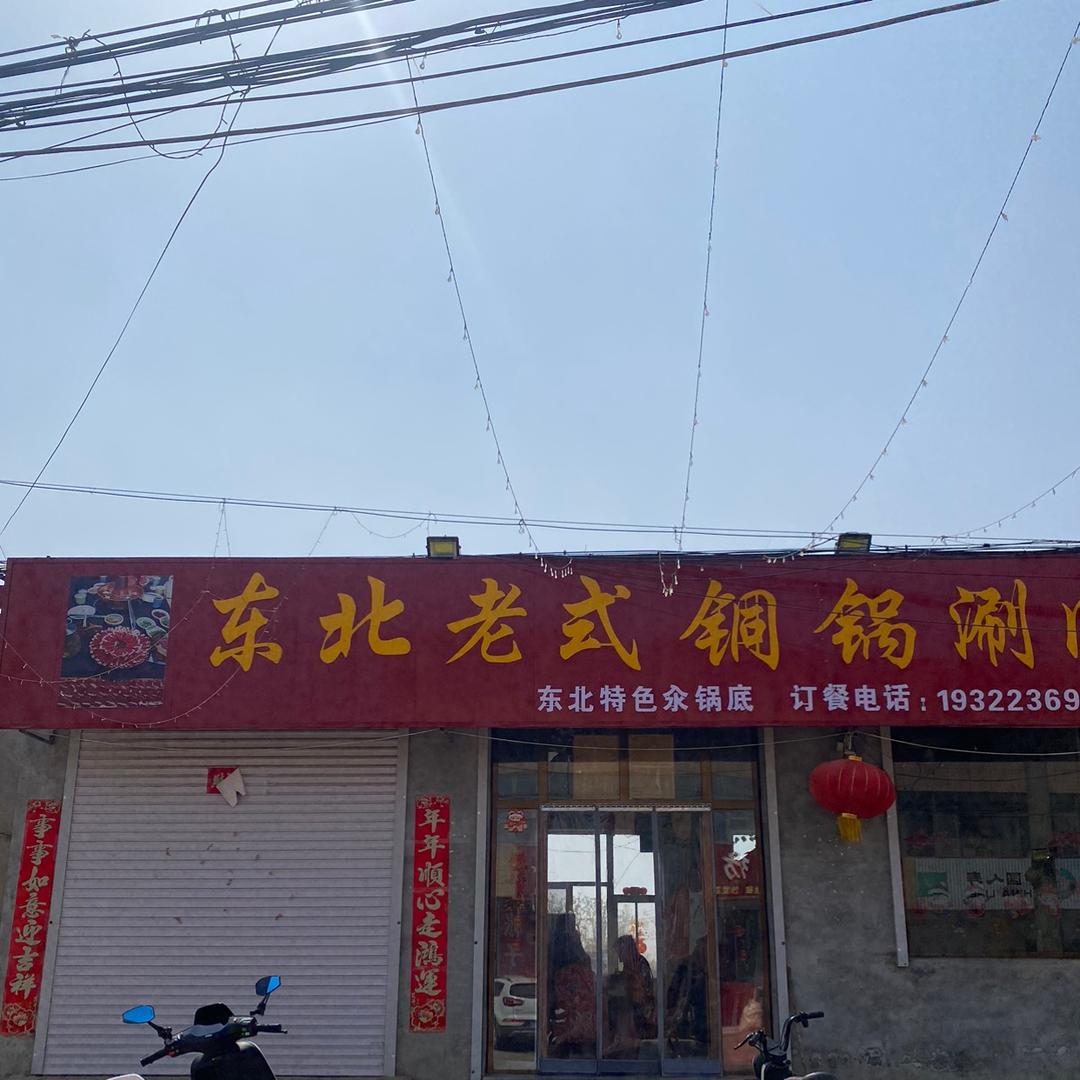 东北老式铜锅涮
东北特色氽锅底 订餐电话:19322369
事事如意迎吉祥
年年顺心走鸿运